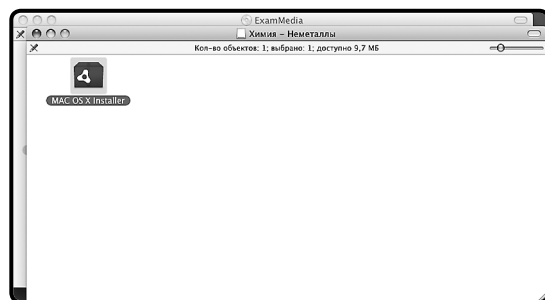 ExamMedia
Химия – Неметаллы
Кол-во объектов: 1; выбрано: 1; доступно 9,7 МБ
MAC OS X Installer